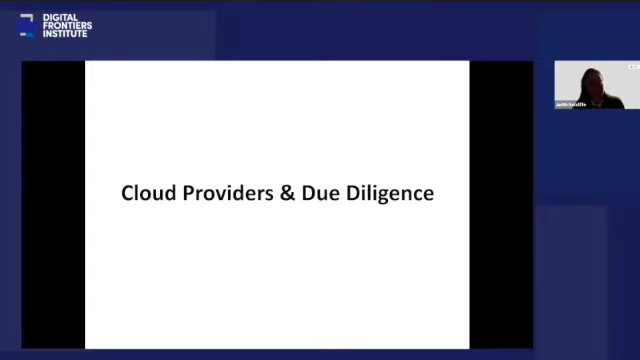 DIGITAL
FRONTIERS
INSTITUTE
Cloud Providers & Due Diligence